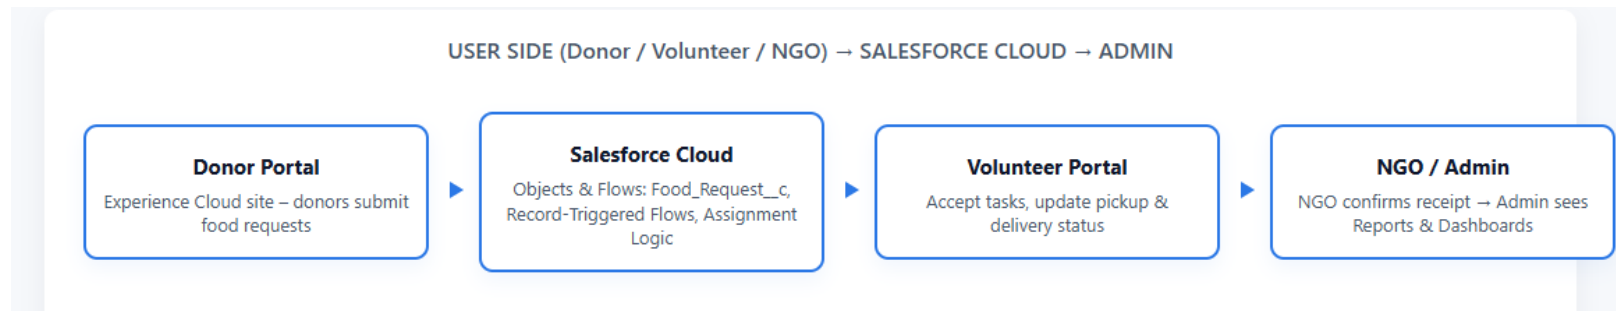 USER SIDE (Donor / Volunteer / NGO) → SALESFORCE CLOUD → ADMIN
Donor Portal
Experience Cloud site – donors submit
food requests
Salesforce Cloud
Objects & Flows: Food_Request__c,
Record-Triggered Flows, Assignment
Logic
Volunteer Portal
Accept tasks, update pickup &
delivery status
NGO / Admin
NGO confirms receipt → Admin sees
Reports & Dashboards